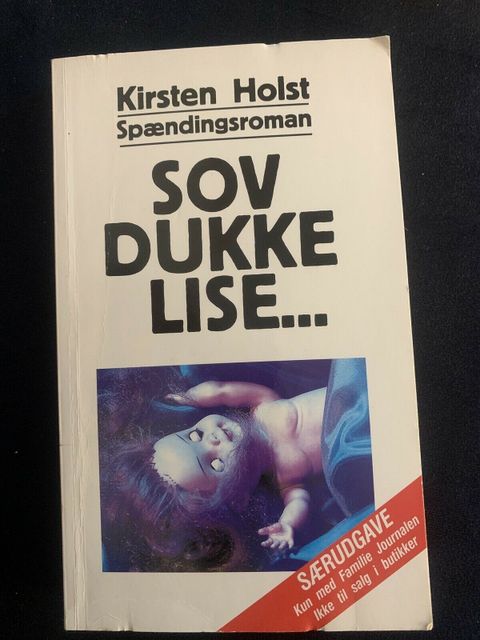 Kirsten Holst
Spændingsroman
SOV
DUKKE
LISE...
SÆRUDGAVE
Kun med Familie Journalen
Ikke til salg i butikker